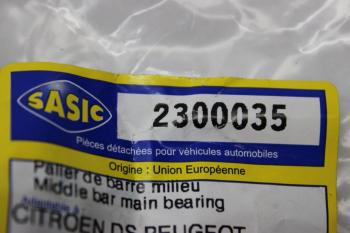 SASIC
2300035
Pièces détachées pour véhicules automobiles
Origine : Union Européenne
Palier de barre milieu
Middle bar main bearing
CITROËN DS PEUGEOT